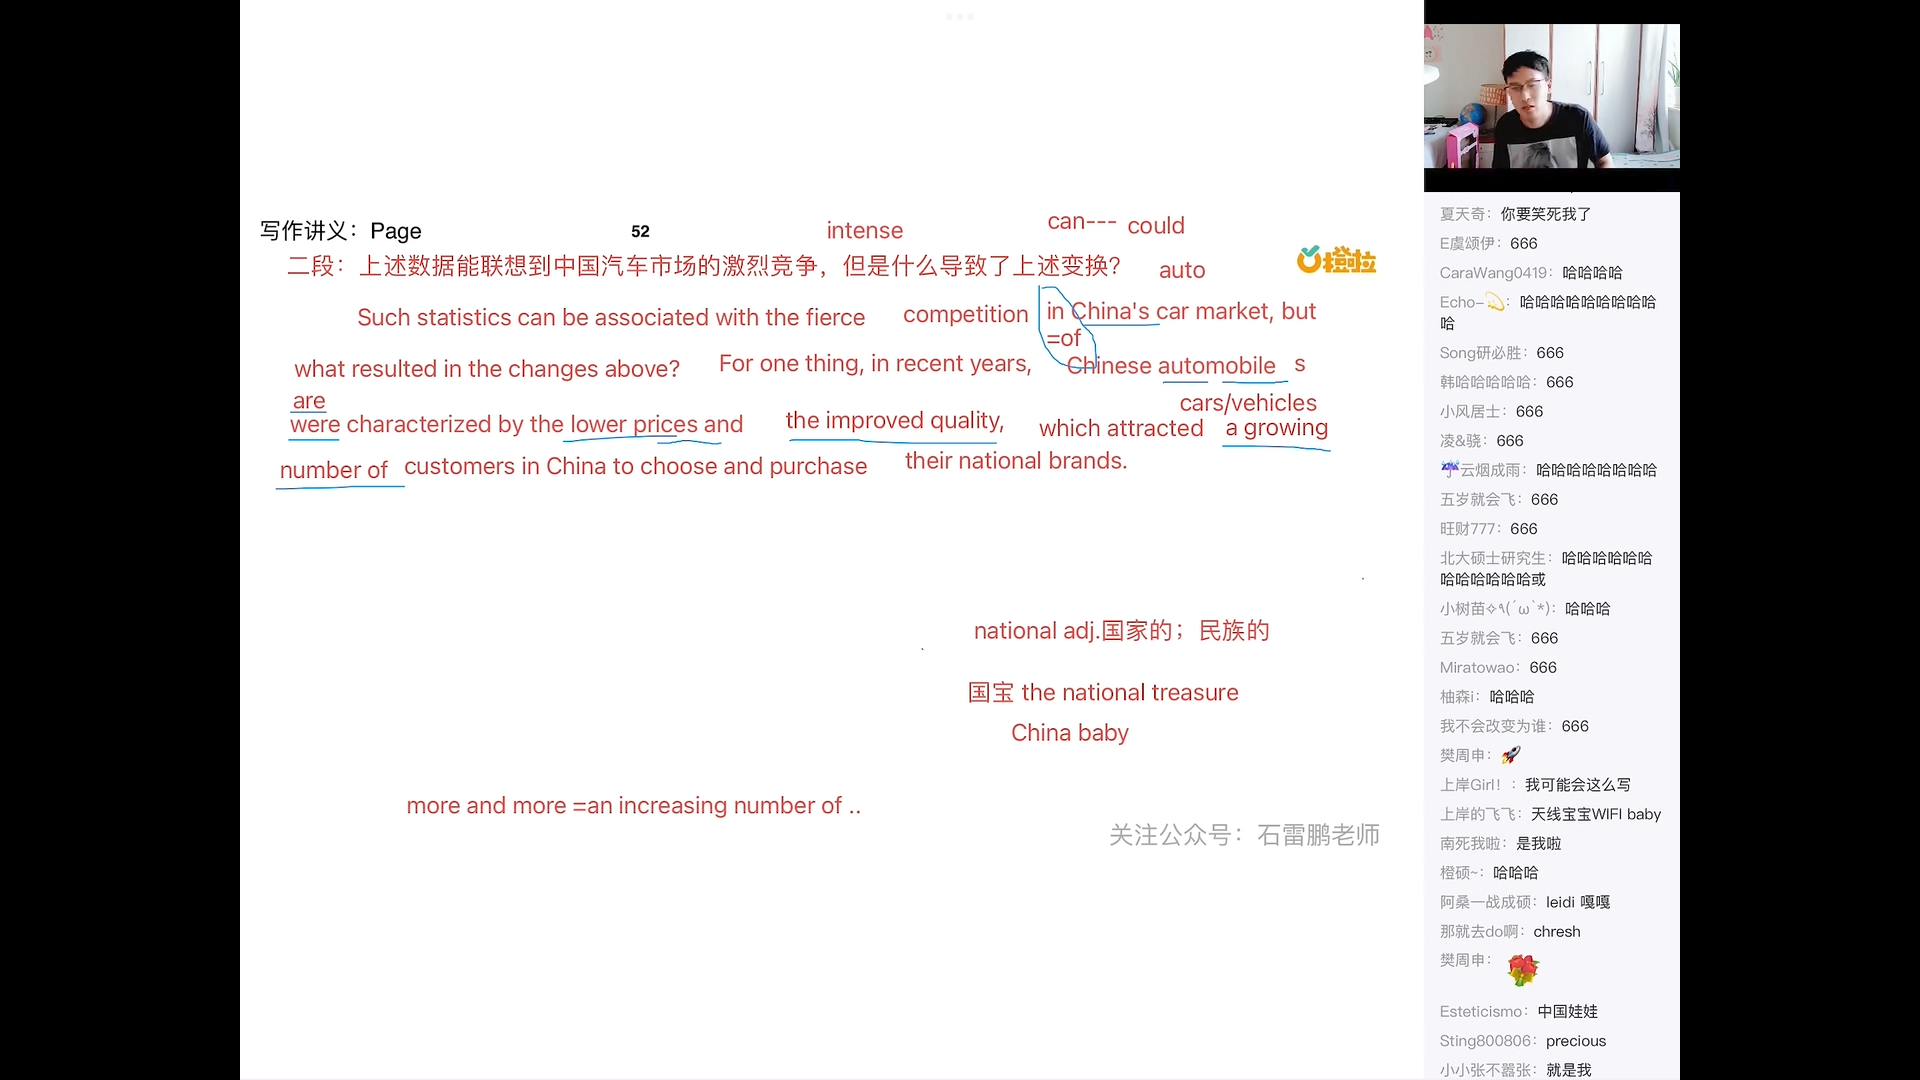 写作讲义：Page 52
intense
can--- could
二段：上述数据能联想到中国汽车市场的激烈竞争，但是什么导致了上述变换？ auto
橙啦
Such statistics can be associated with the fierce competition in China's car market, but
=of
what resulted in the changes above? For one thing, in recent years, Chinese automobile s
are
cars/vehicles
were characterized by the lower prices and the improved quality, which attracted a growing
number of customers in China to choose and purchase their national brands.
national adj.国家的；民族的
国宝 the national treasure
China baby
more and more =an increasing number of ..
关注公众号：石雷鹏老师
夏天奇：你要笑死我了
E虞颂伊：666
CaraWang0419：哈哈哈哈
Echo-💫：哈哈哈哈哈哈哈哈哈
哈
Song研必胜：666
韩哈哈哈哈哈：666
小风居士：666
凌&骁：666
☔云烟成雨：哈哈哈哈哈哈哈哈
五岁就会飞：666
旺财777：666
北大硕士研究生：哈哈哈哈哈哈
哈哈哈哈哈哈或
小树苗✧٩(ˊωˋ*)：哈哈哈
五岁就会飞：666
Miratowao：666
柚森i：哈哈哈
我不会改变为谁：666
樊周申：🚀
上岸Girl！：我可能会这么写
上岸的飞飞：天线宝宝WIFI baby
南死我啦：是我啦
橙硕~：哈哈哈
阿桑一战成硕：leidi 嘎嘎
那就去do啊：chresh
樊周申：
Esteticismo：中国娃娃
Sting800806：precious
小小张不嚣张：就是我